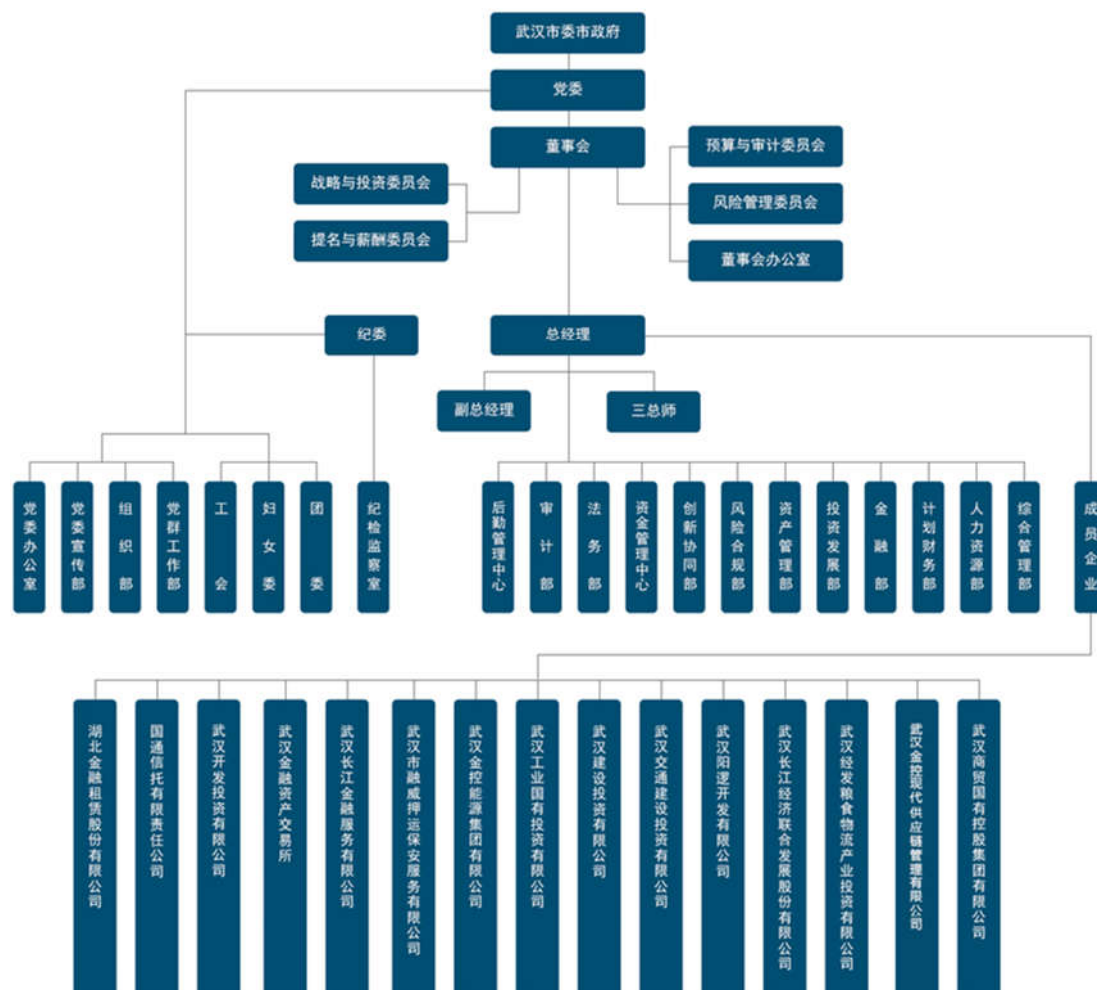 武汉市委市政府
党委
董事会
战略与投资委员会
提名与薪酬委员会
预算与审计委员会
风险管理委员会
董事会办公室
纪委
总经理
副总经理
三总师
党委办公室
党委宣传部
组织部
党群工作部
工会
妇女委
团委
纪检监察室
后勤管理中心
审计部
法务部
资金管理中心
创新协同部
风险合规部
资产管理部
投资发展部
金融部
计划财务部
人力资源部
综合管理部
成员企业
湖北金融租赁股份有限公司
国通信托有限责任公司
武汉开发投资有限公司
武汉金融资产交易所
武汉长江金融服务有限公司
武汉市融威押运保安服务有限公司
武汉金控能源集团有限公司
武汉工业国有投资有限公司
武汉建设投资有限公司
武汉交通建设投资有限公司
武汉阳逻开发有限公司
武汉长江经济联合发展股份有限公司
武汉经发粮食物流产业投资有限公司
武汉金控现代供应链管理有限公司
武汉商贸国有控股集团有限公司